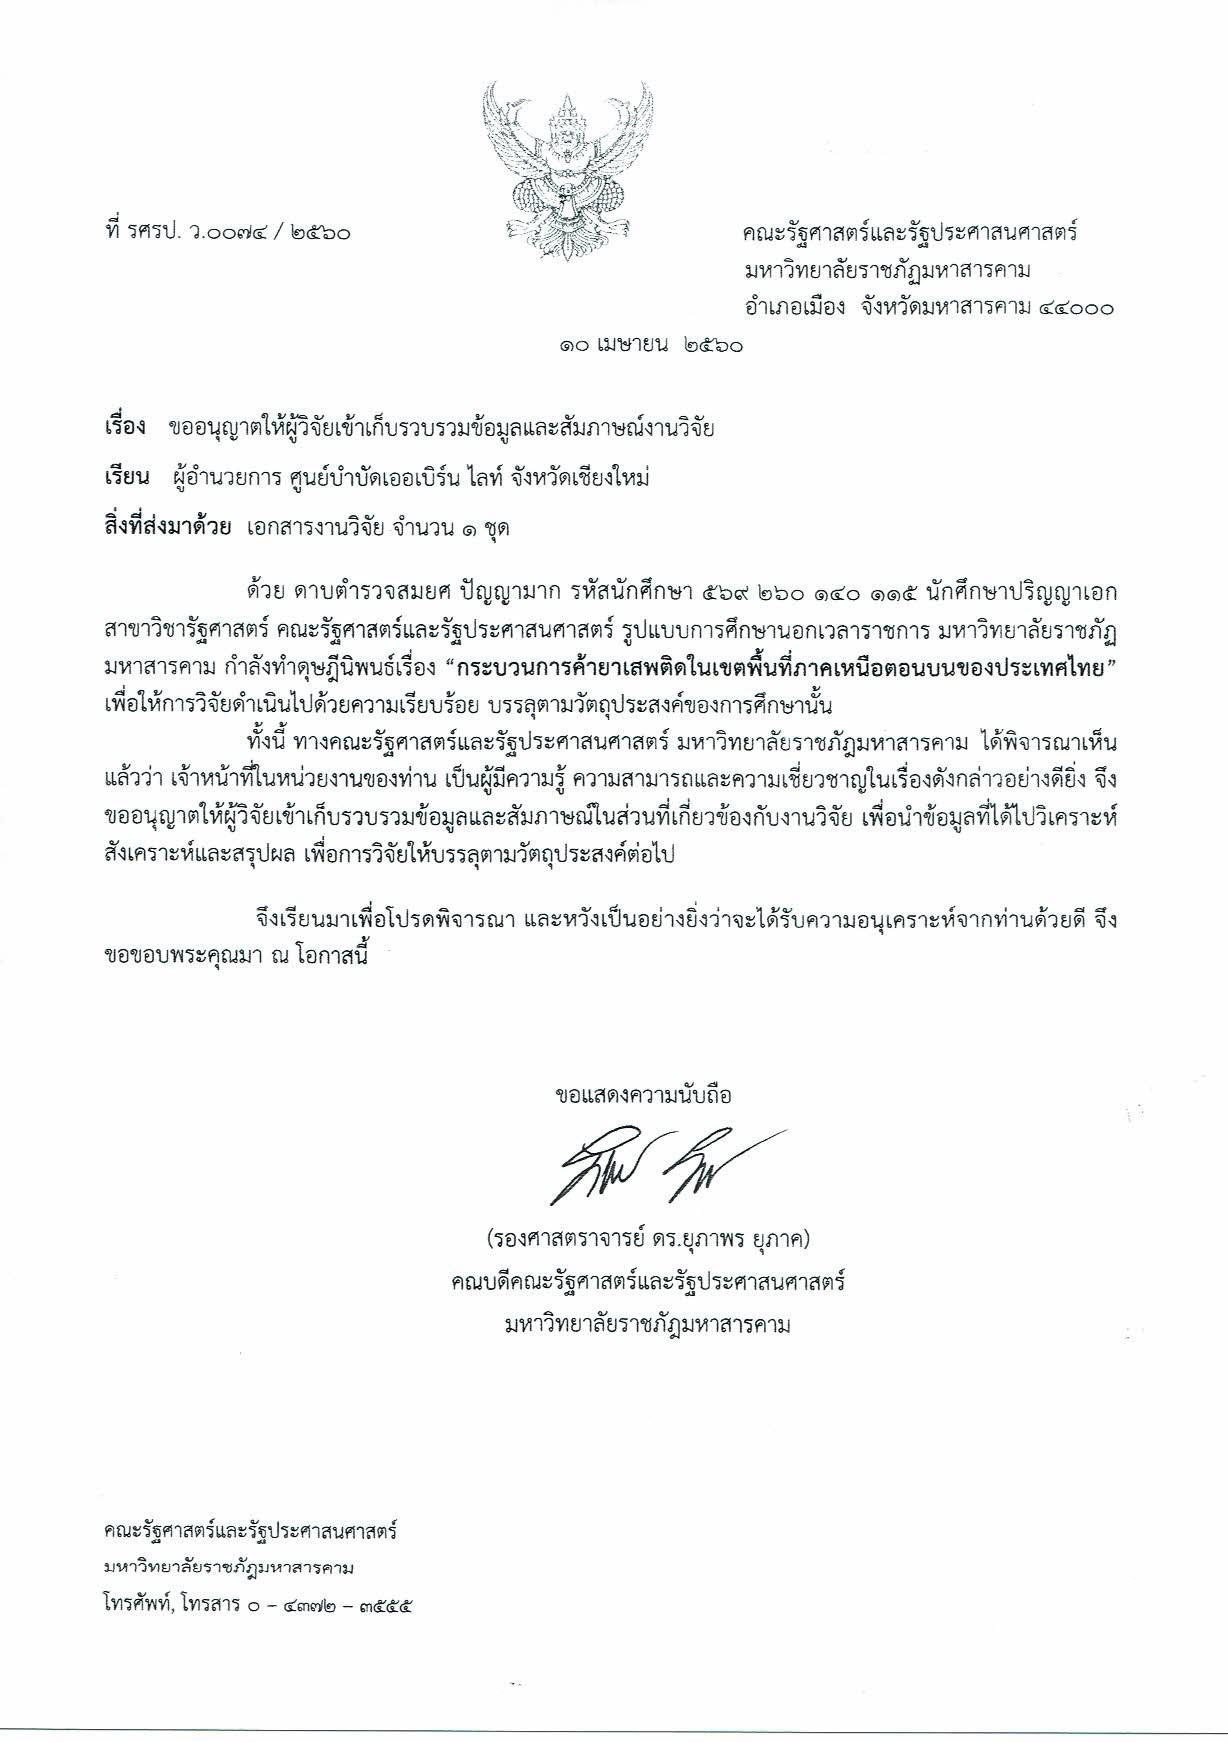 ที่ รศรป. ว.๐๐๗๔ / ๒๕๖๐
คณะรัฐศาสตร์และรัฐประศาสนศาสตร์
มหาวิทยาลัยราชภัฏมหาสารคาม
อำเภอเมือง จังหวัดมหาสารคาม ๔๔๐๐๐
๑๐ เมษายน ๒๕๖๐
เรื่อง ขออนุญาตให้ผู้วิจัยเข้าเก็บรวบรวมข้อมูลและสัมภาษณ์งานวิจัย
เรียน ผู้อำนวยการ ศูนย์บำบัดเออเบิร์น ไลท์ จังหวัดเชียงใหม่
สิ่งที่ส่งมาด้วย เอกสารงานวิจัย จำนวน ๑ ชุด
ด้วย ดาบตำรวจสมยศ ปัญญามาก รหัสนักศึกษา ๕๖๙ ๒๖๐ ๑๔๐ ๑๑๕ นักศึกษาปริญญาเอก
สาขาวิชารัฐศาสตร์ คณะรัฐศาสตร์และรัฐประศาสนศาสตร์ รูปแบบการศึกษานอกเวลาราชการ มหาวิทยาลัยราชภัฏ
มหาสารคาม กำลังทำดุษฎีนิพนธ์เรื่อง “กระบวนการค้ายาเสพติดในเขตพื้นที่ภาคเหนือตอนบนของประเทศไทย”
เพื่อให้การวิจัยดำเนินไปด้วยความเรียบร้อย บรรลุตามวัตถุประสงค์ของการศึกษานั้น
ทั้งนี้ ทางคณะรัฐศาสตร์และรัฐประศาสนศาสตร์ มหาวิทยาลัยราชภัฏมหาสารคาม ได้พิจารณาเห็น
แล้วว่า เจ้าหน้าที่ในหน่วยงานของท่าน เป็นผู้มีความรู้ ความสามารถและความเชี่ยวชาญในเรื่องดังกล่าวอย่างดียิ่ง จึง
ขออนุญาตให้ผู้วิจัยเข้าเก็บรวบรวมข้อมูลและสัมภาษณ์ในส่วนที่เกี่ยวข้องกับงานวิจัย เพื่อนำข้อมูลที่ได้ไปวิเคราะห์
สังเคราะห์และสรุปผล เพื่อการวิจัยให้บรรลุตามวัตถุประสงค์ต่อไป
จึงเรียนมาเพื่อโปรดพิจารณา และหวังเป็นอย่างยิ่งว่าจะได้รับความอนุเคราะห์จากท่านด้วยดี จึง
ขอขอบพระคุณมา ณ โอกาสนี้
ขอแสดงความนับถือ
(รองศาสตราจารย์ ดร.ยุภาพร ยุภาศ)
คณบดีคณะรัฐศาสตร์และรัฐประศาสนศาสตร์
มหาวิทยาลัยราชภัฏมหาสารคาม
คณะรัฐศาสตร์และรัฐประศาสนศาสตร์
มหาวิทยาลัยราชภัฏมหาสารคาม
โทรศัพท์, โทรสาร ๐ – ๔๓๗๒ – ๓๕๕๕